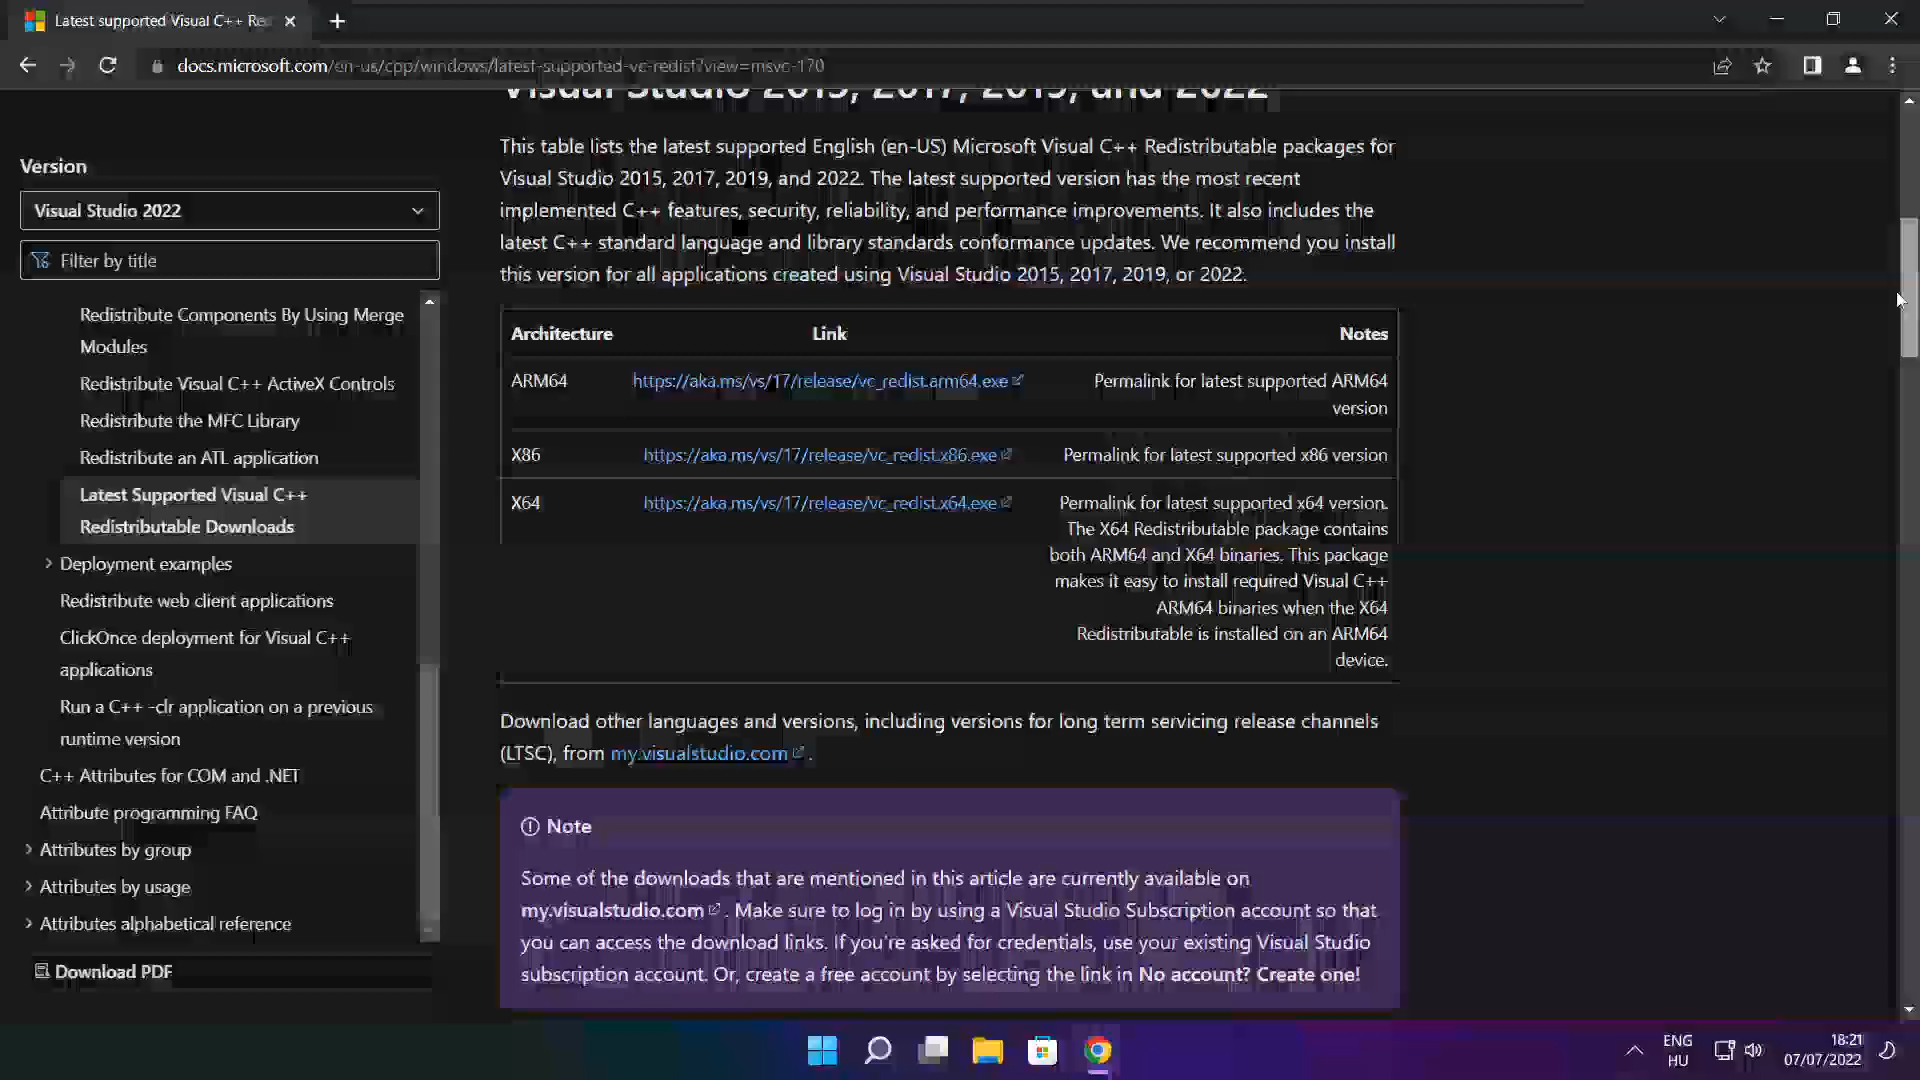 Latest supported Visual C++ Re
docs.microsoft.com/en-us/cpp/windows/latest-supported-vc-redist?view=msvc-170
Version
Visual Studio 2022
Filter by title
Redistribute Components By Using Merge
Modules
Redistribute Visual C++ ActiveX Controls
Redistribute the MFC Library
Redistribute an ATL application
Latest Supported Visual C++
Redistributable Downloads
Deployment examples
Redistribute web client applications
ClickOnce deployment for Visual C++
applications
Run a C++ -clr application on a previous
runtime version
C++ Attributes for COM and .NET
Attribute programming FAQ
Attributes by group
Attributes by usage
Attributes alphabetical reference
Download PDF
Visual Studio 2015, 2017, 2019, and 2022
This table lists the latest supported English (en-US) Microsoft Visual C++ Redistributable packages for
Visual Studio 2015, 2017, 2019, and 2022. The latest supported version has the most recent
implemented C++ features, security, reliability, and performance improvements. It also includes the
latest C++ standard language and library standards conformance updates. We recommend you install
this version for all applications created using Visual Studio 2015, 2017, 2019, or 2022.
Architecture Link Notes
ARM64 https://aka.ms/vs/17/release/vc_redist.arm64.exe Permalink for latest supported ARM64
version
X86 https://aka.ms/vs/17/release/vc_redist.x86.exe Permalink for latest supported x86 version
X64 https://aka.ms/vs/17/release/vc_redist.x64.exe Permalink for latest supported x64 version.
The X64 Redistributable package contains
both ARM64 and X64 binaries. This package
makes it easy to install required Visual C++
ARM64 binaries when the X64
Redistributable is installed on an ARM64
device.
Download other languages and versions, including versions for long term servicing release channels
(LTSC), from my.visualstudio.com .
Note
Some of the downloads that are mentioned in this article are currently available on
my.visualstudio.com . Make sure to log in by using a Visual Studio Subscription account so that
you can access the download links. If you're asked for credentials, use your existing Visual Studio
subscription account. Or, create a free account by selecting the link in No account? Create one!
ENG
HU
18:21
07/07/2022